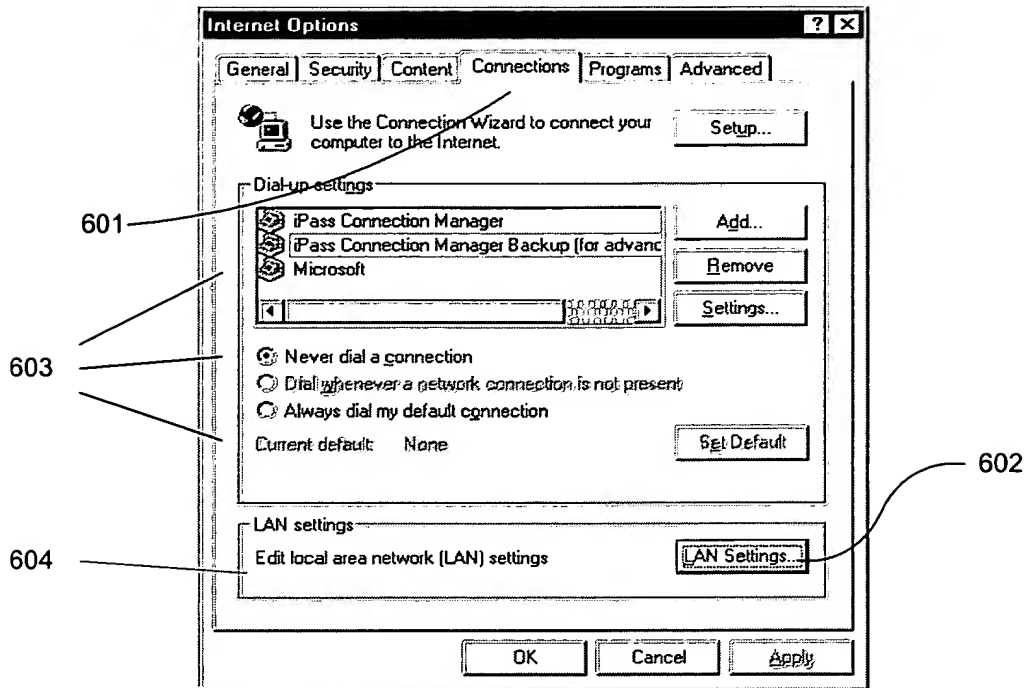 Internet Options
General Security Content Connections Programs Advanced
Use the Connection Wizard to connect your
computer to the Internet.
Setup...
Dial-up settings
601
iPass Connection Manager
iPass Connection Manager Backup (for advanc
Microsoft
Add...
Remove
Settings...
603
Never dial a connection
Dial whenever a network connection is not present
Always dial my default connection
Current default: None
Set Default
602
LAN settings
604
Edit local area network (LAN) settings
LAN Settings...
OK
Cancel
Apply